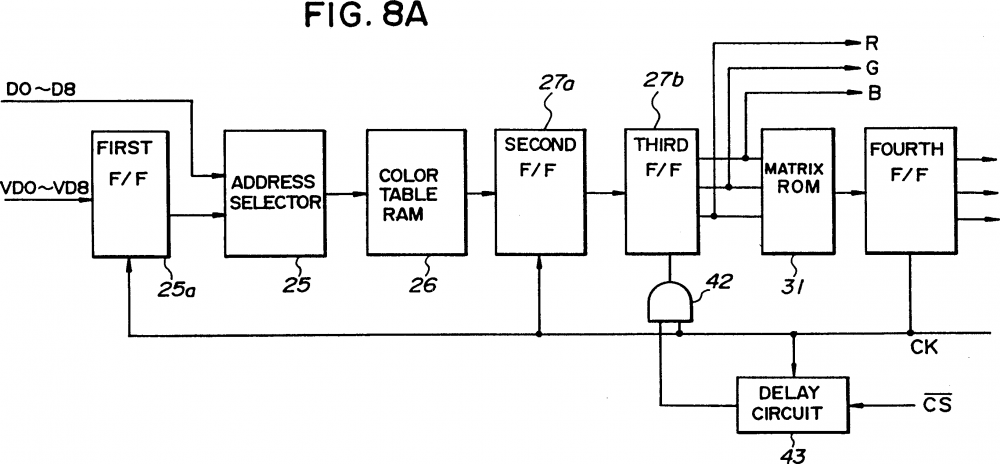 FIG. 8A
R
G
B
DO~D8
27a
27b
FIRST
F/F
VDO~VD8
ADDRESS
SELECTOR
COLOR
TABLE
RAM
SECOND
F/F
THIRD
F/F
MATRIX
ROM
FOURTH
F/F
25a
25
26
42
31
CK
DELAY
CIRCUIT
CS
43